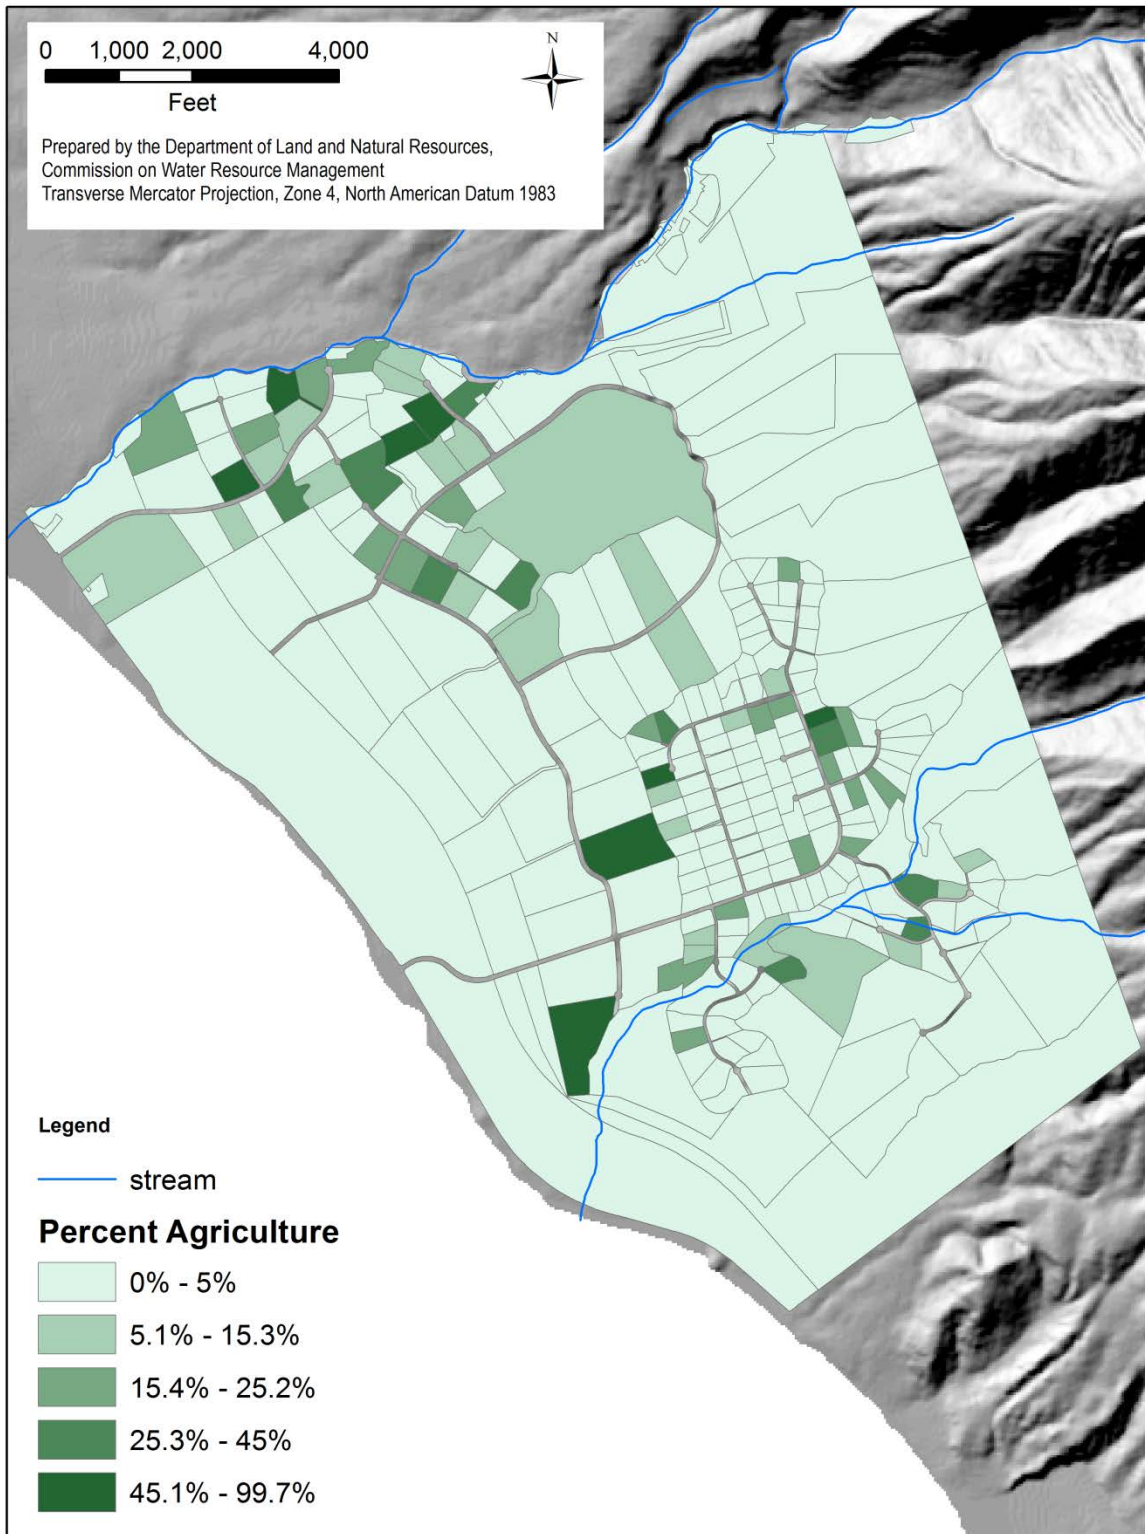 0 1,000 2,000 4,000
Feet
N
Prepared by the Department of Land and Natural Resources,
Commission on Water Resource Management
Transverse Mercator Projection, Zone 4, North American Datum 1983
Legend
stream
Percent Agriculture
0% - 5%
5.1% - 15.3%
15.4% - 25.2%
25.3% - 45%
45.1% - 99.7%